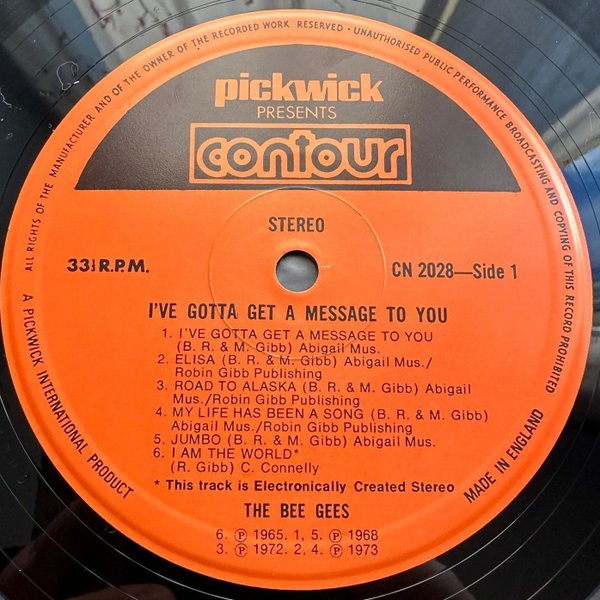 ALL RIGHTS OF THE MANUFACTURER AND OF THE OWNER OF THE RECORDED WORK RESERVED · UNAUTHORISED PUBLIC PERFORMANCE BROADCASTING AND COPYING OF THIS RECORD PROHIBITED
pickwick
PRESENTS
contour
STEREO
33⅓ R.P.M.
CN 2028—Side 1
I'VE GOTTA GET A MESSAGE TO YOU
1. I'VE GOTTA GET A MESSAGE TO YOU
(B. R. & M. Gibb) Abigail Mus.
2. ELISA (B. R. & M. Gibb) Abigail Mus./
Robin Gibb Publishing
3. ROAD TO ALASKA (B. R. & M. Gibb) Abigail
Mus./Robin Gibb Publishing
4. MY LIFE HAS BEEN A SONG (B. R. & M. Gibb)
Abigail Mus./Robin Gibb Publishing
5. JUMBO (B. R. & M. Gibb) Abigail Mus.
6. I AM THE WORLD*
(R. Gibb) C. Connelly
* This track is Electronically Created Stereo
THE BEE GEES
6. ℗ 1965. 1, 5. ℗ 1968
3. ℗ 1972. 2, 4. ℗ 1973
A PICKWICK INTERNATIONAL PRODUCT
MADE IN ENGLAND